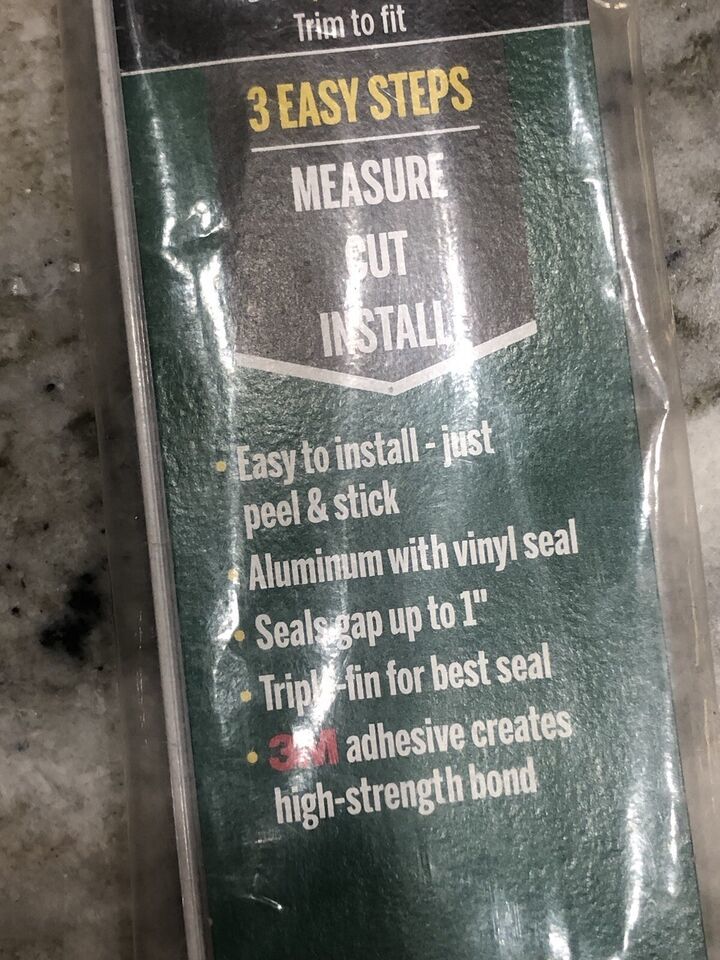 Trim to fit
3 EASY STEPS
MEASURE
CUT
INSTALL
• Easy to install - just
peel & stick
• Aluminum with vinyl seal
• Seals gap up to 1"
• Triple-fin for best seal
• 3M adhesive creates
high-strength bond